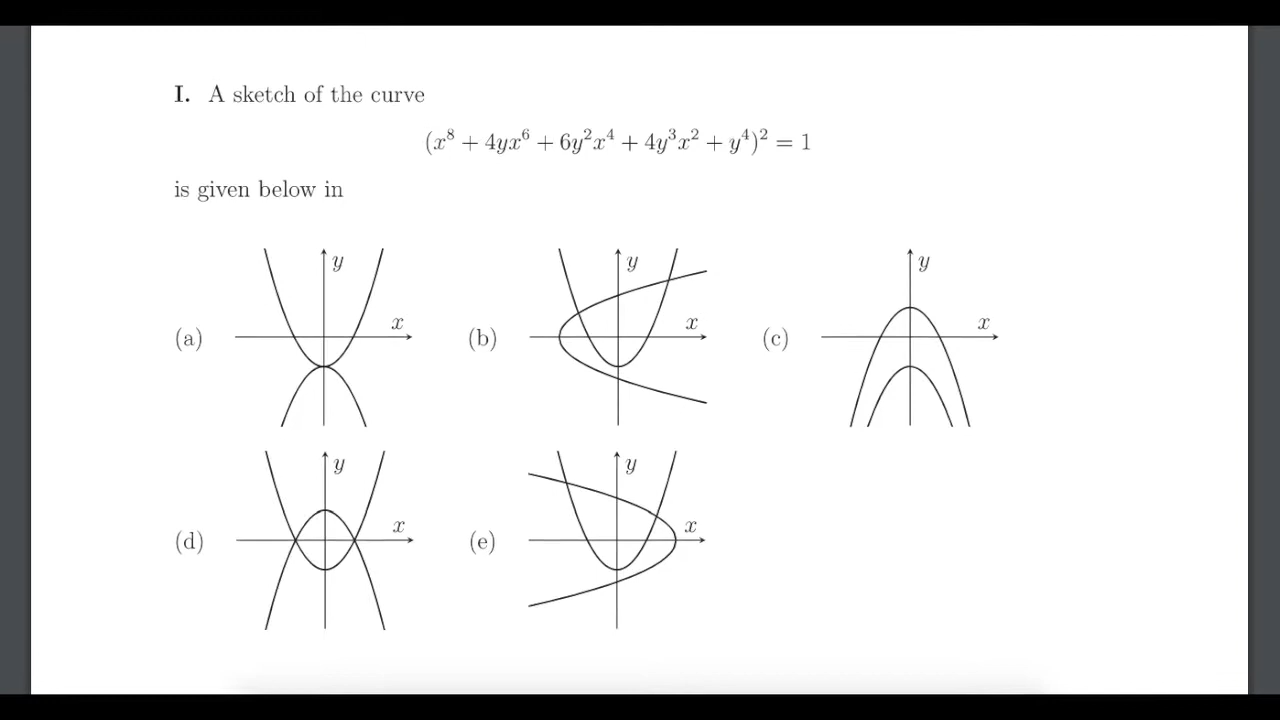 I. A sketch of the curve
(x⁸ + 4yx⁶ + 6y²x⁴ + 4y³x² + y⁴)² = 1
is given below in
(a) y x (b) y x (c) y x
(d) y x (e) y x